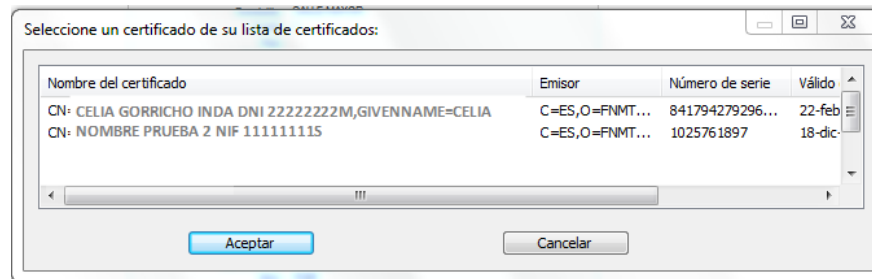 Seleccione un certificado de su lista de certificados:
Nombre del certificado Emisor Número de serie Válido
CN= CELIA GORRICHO INDA DNI 22222222M,GIVENNAME=CELIA C=ES,O=FNMT... 841794279296... 22-feb
CN= NOMBRE PRUEBA 2 NIF 11111111S C=ES,O=FNMT... 1025761897 18-dic-
Aceptar Cancelar